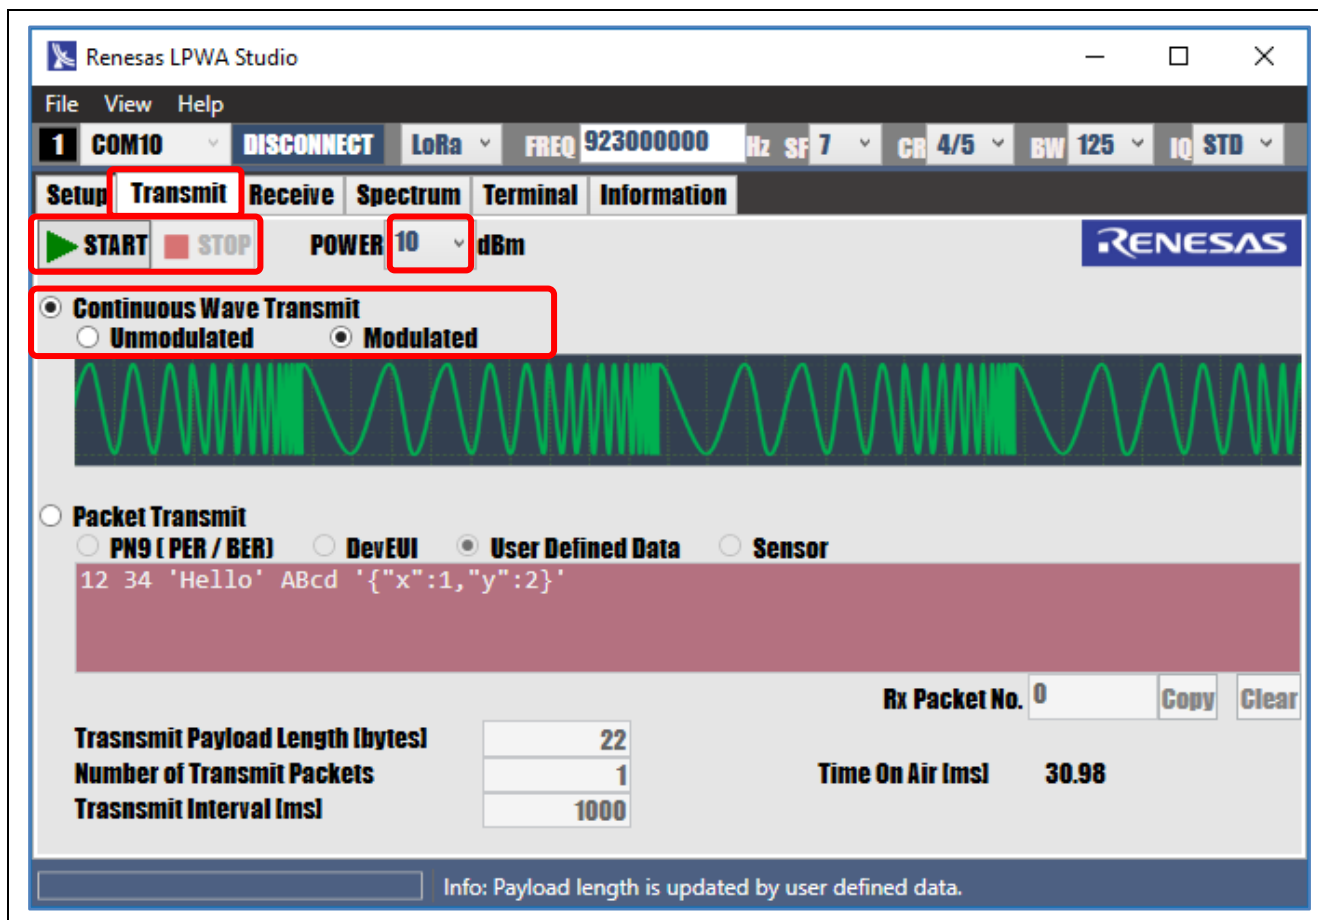 Renesas LPWA Studio
File View Help
1 COM10 DISCONNECT LoRa FREQ 923000000 Hz SF 7 CR 4/5 BW 125 IQ STD
Setup Transmit Receive Spectrum Terminal Information
START STOP POWER 10 dBm RENESAS
Continuous Wave Transmit
Unmodulated Modulated
Packet Transmit
PN9 ( PER / BER) DevEUI User Defined Data Sensor
12 34 'Hello' ABcd '{"x":1,"y":2}'
Rx Packet No. 0 Copy Clear
Trasnsmit Payload Length [bytes] 22
Number of Transmit Packets 1 Time On Air [ms] 30.98
Trasnsmit Interval [ms] 1000
Info: Payload length is updated by user defined data.